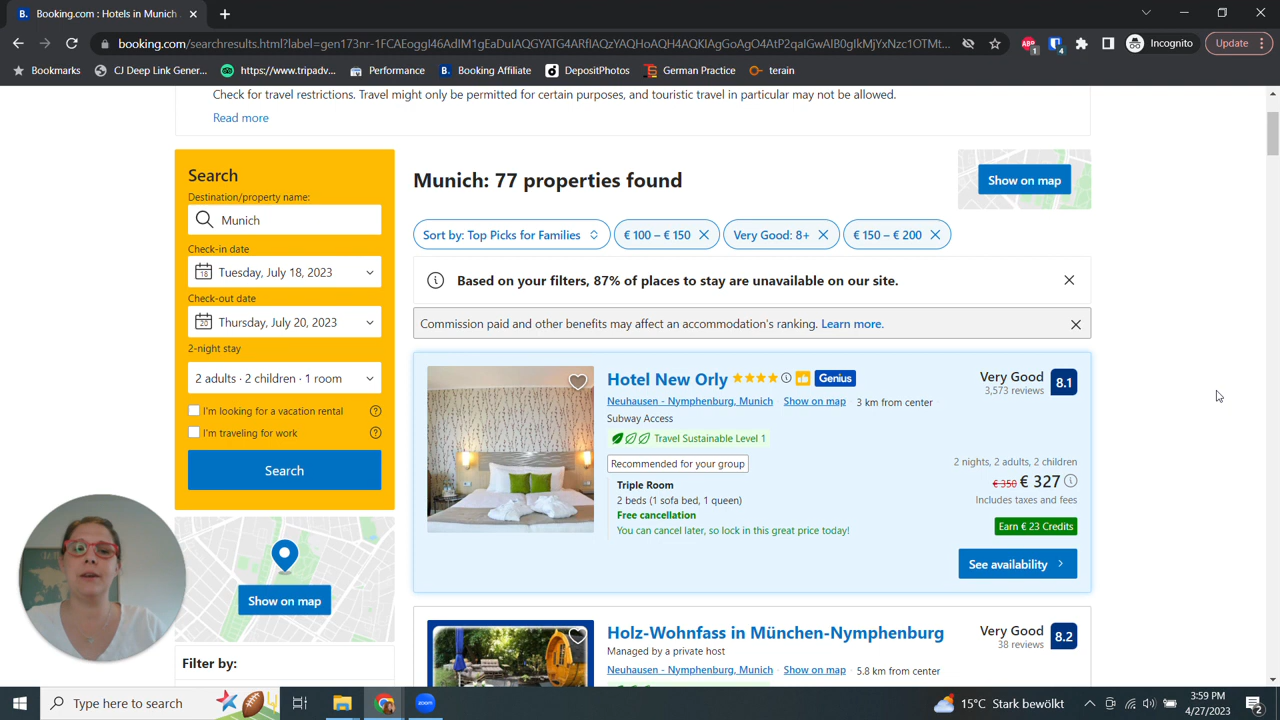 B. Booking.com : Hotels in Munich
booking.com/searchresults.html?label=gen173nr-1FCAEoggI46AdIM1gEaDuIAQGYATG4ARfIAQzYAQHoAQH4AQKIAgGoAgO4AtP2qaIGwAIB0gIkMjYxNzc1OTMt...
1
4
Incognito
Update
Bookmarks
CJ Deep Link Gener...
https://www.tripadv...
Performance
B. Booking Affiliate
DepositPhotos
German Practice
terain
Check for travel restrictions. Travel might only be permitted for certain purposes, and touristic travel in particular may not be allowed.
Read more
Search
Destination/property name:
Munich
Check-in date
18 Tuesday, July 18, 2023
Check-out date
20 Thursday, July 20, 2023
2-night stay
2 adults · 2 children · 1 room
I'm looking for a vacation rental
I'm traveling for work
Search
Show on map
Filter by:
Munich: 77 properties found
Show on map
Sort by: Top Picks for Families
€ 100 – € 150
Very Good: 8+
€ 150 – € 200
Based on your filters, 87% of places to stay are unavailable on our site.
Commission paid and other benefits may affect an accommodation's ranking. Learn more.
Hotel New Orly Genius
Very Good 8.1
3,573 reviews
Neuhausen - Nymphenburg, Munich Show on map 3 km from center
Subway Access
Travel Sustainable Level 1
Recommended for your group
Triple Room
2 beds (1 sofa bed, 1 queen)
Free cancellation
You can cancel later, so lock in this great price today!
2 nights, 2 adults, 2 children
€ 350 € 327
Includes taxes and fees
Earn € 23 Credits
See availability
Holz-Wohnfass in München-Nymphenburg
Very Good 8.2
38 reviews
Managed by a private host
Neuhausen - Nymphenburg, Munich · Show on map · 5.8 km from center
Type here to search
zoom
15°C Stark bewölkt
3:59 PM
4/27/2023
2